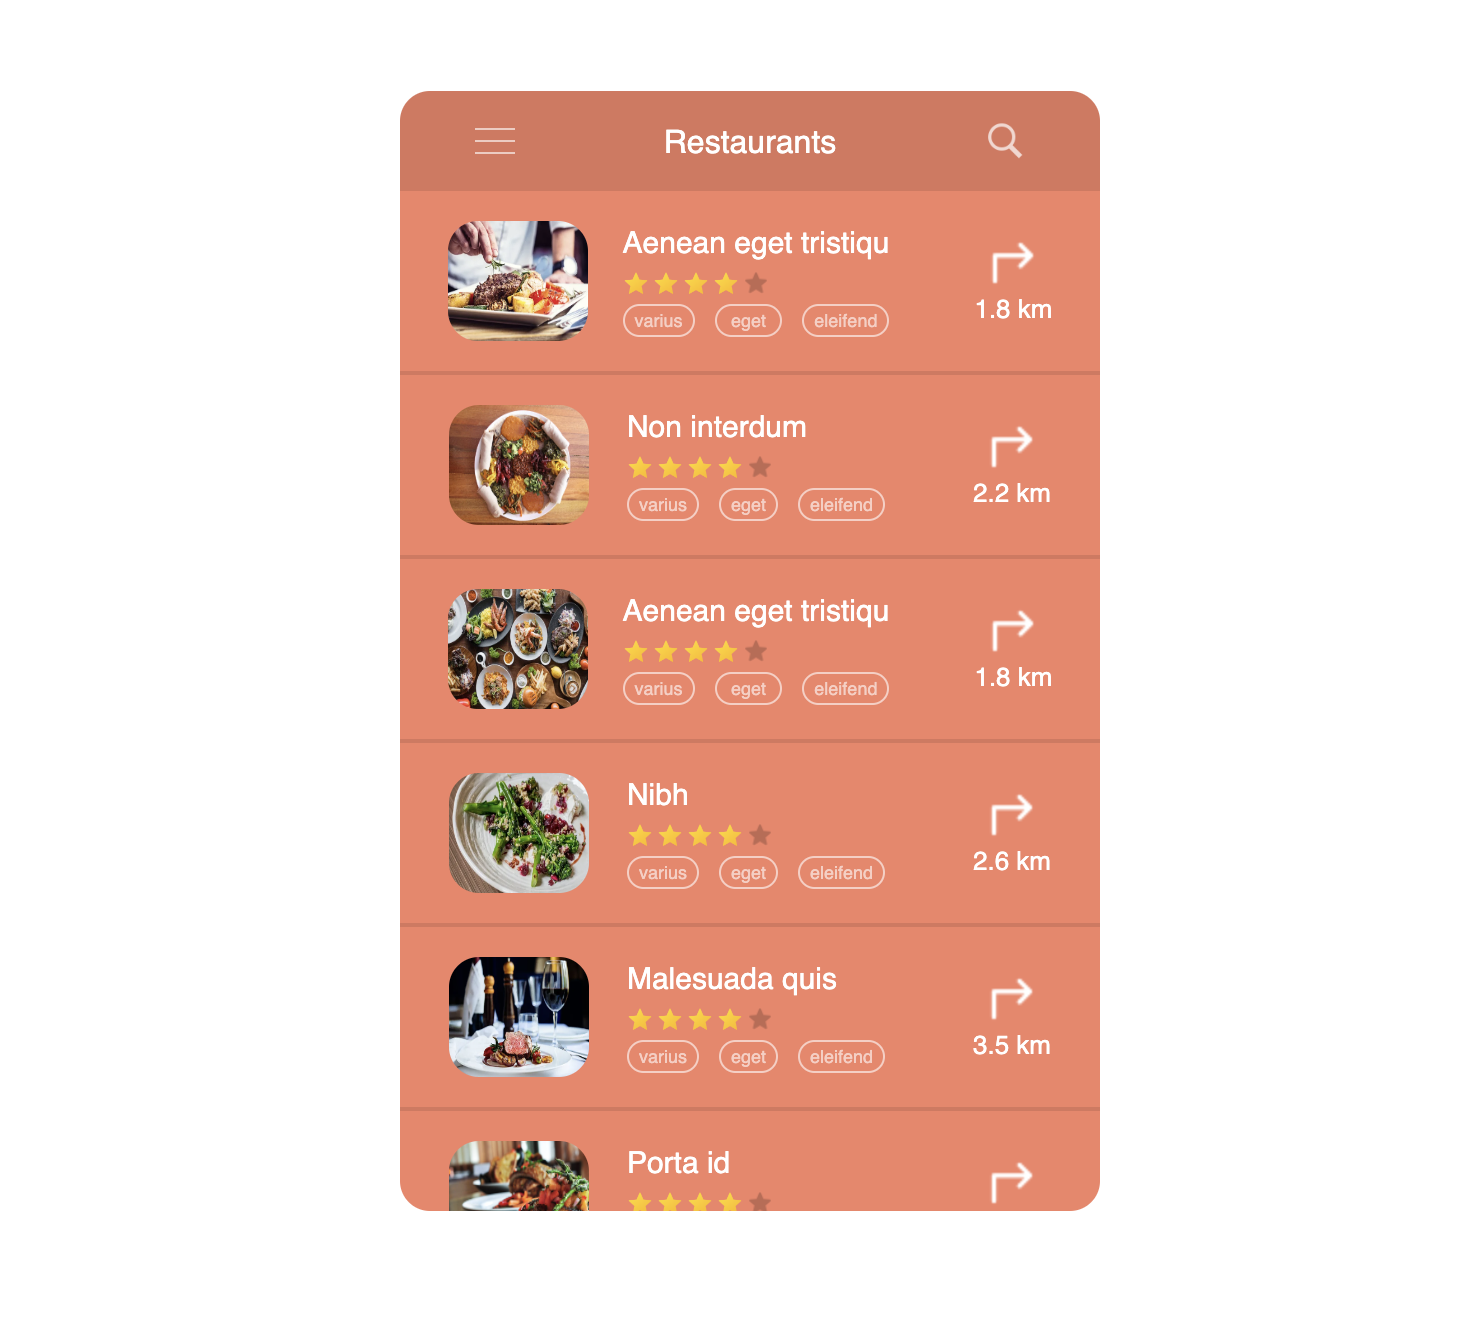 Restaurants
Aenean eget tristiqu
varius eget eleifend
1.8 km
Non interdum
varius eget eleifend
2.2 km
Aenean eget tristiqu
varius eget eleifend
1.8 km
Nibh
varius eget eleifend
2.6 km
Malesuada quis
varius eget eleifend
3.5 km
Porta id